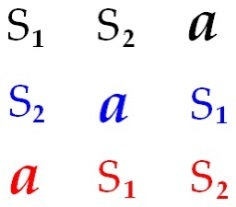 S₁ S₂ a
S₂ a S₁
a S₁ S₂